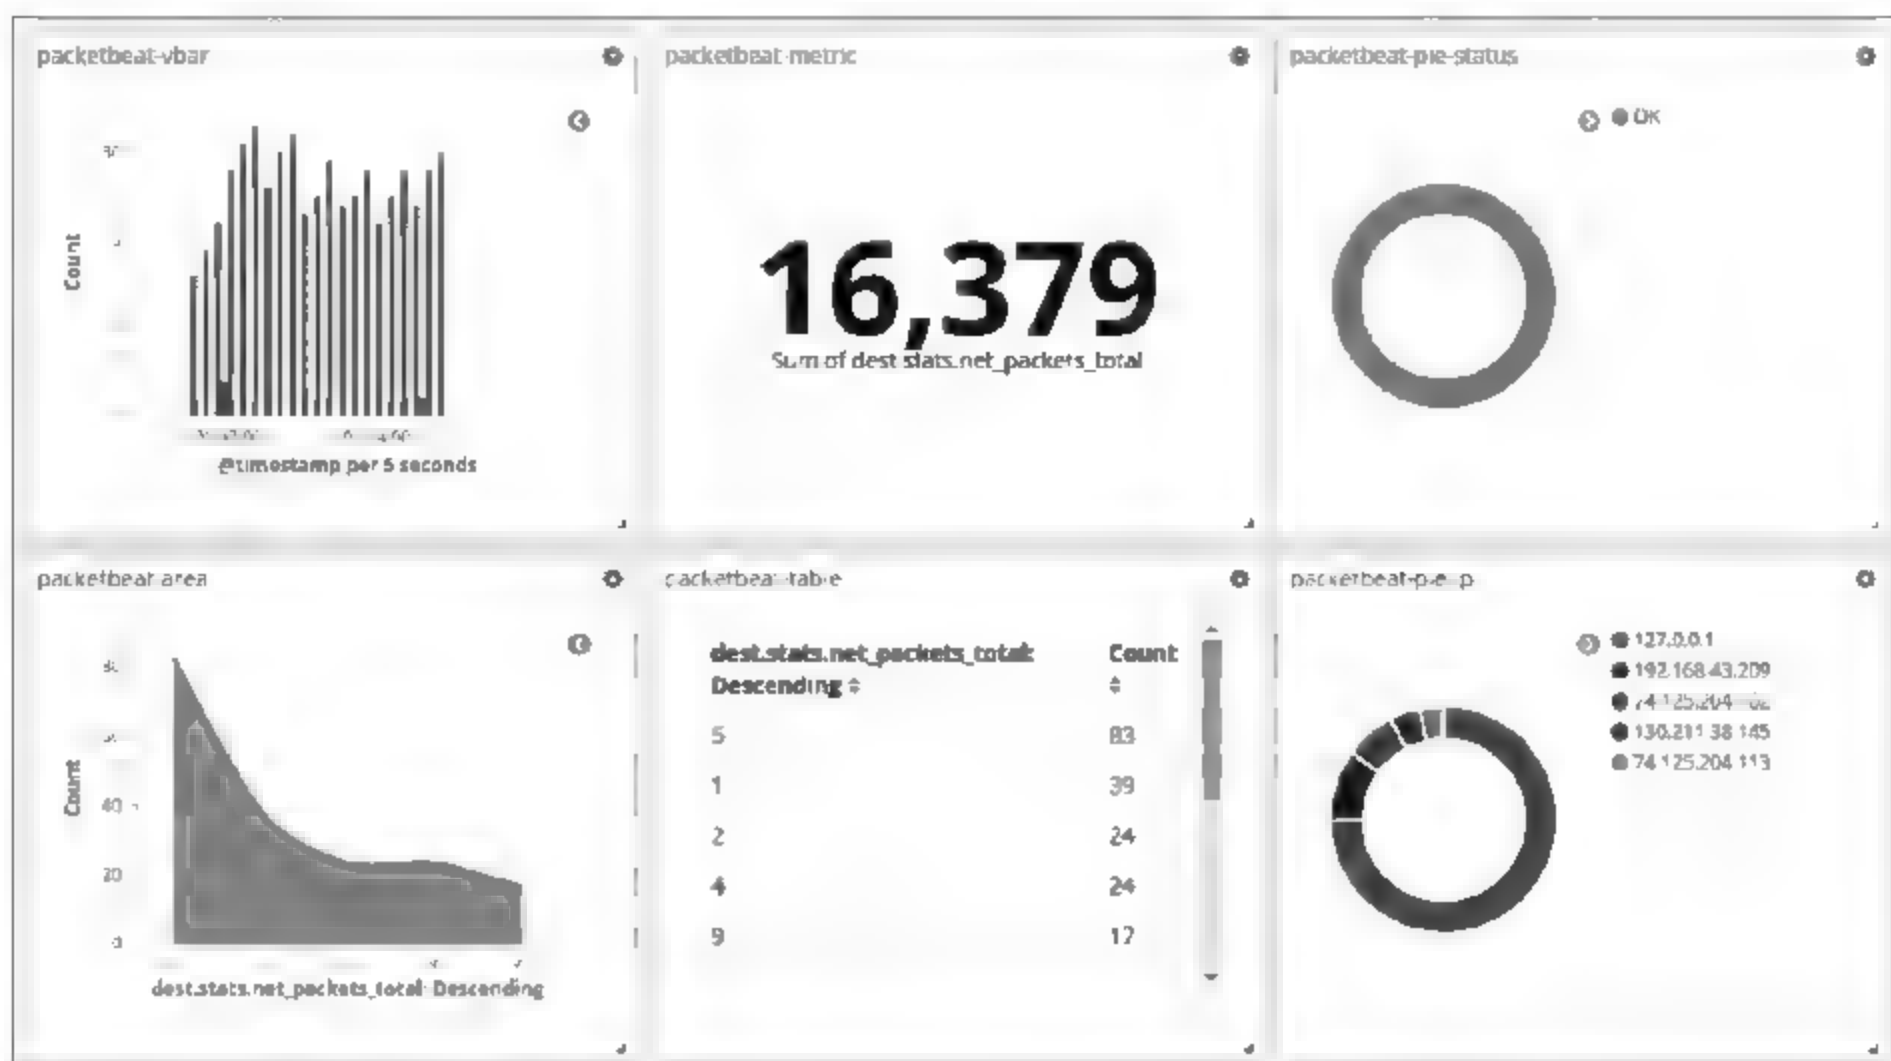 packetbeat-vbar
Count
@timestamp per 5 seconds
packetbeat-metric
16,379
Sum of dest.stats.net_packets_total
packetbeat-pie-status
OK
packetbeat-area
Count
40
20
0
dest.stats.net_packets_total: Descending
packetbeat-table
dest.stats.net_packets_total: Count
Descending
5 83
1 39
2 24
4 24
9 17
127.0.0.1
192.168.43.209
130.211.38.145
74.125.204.113